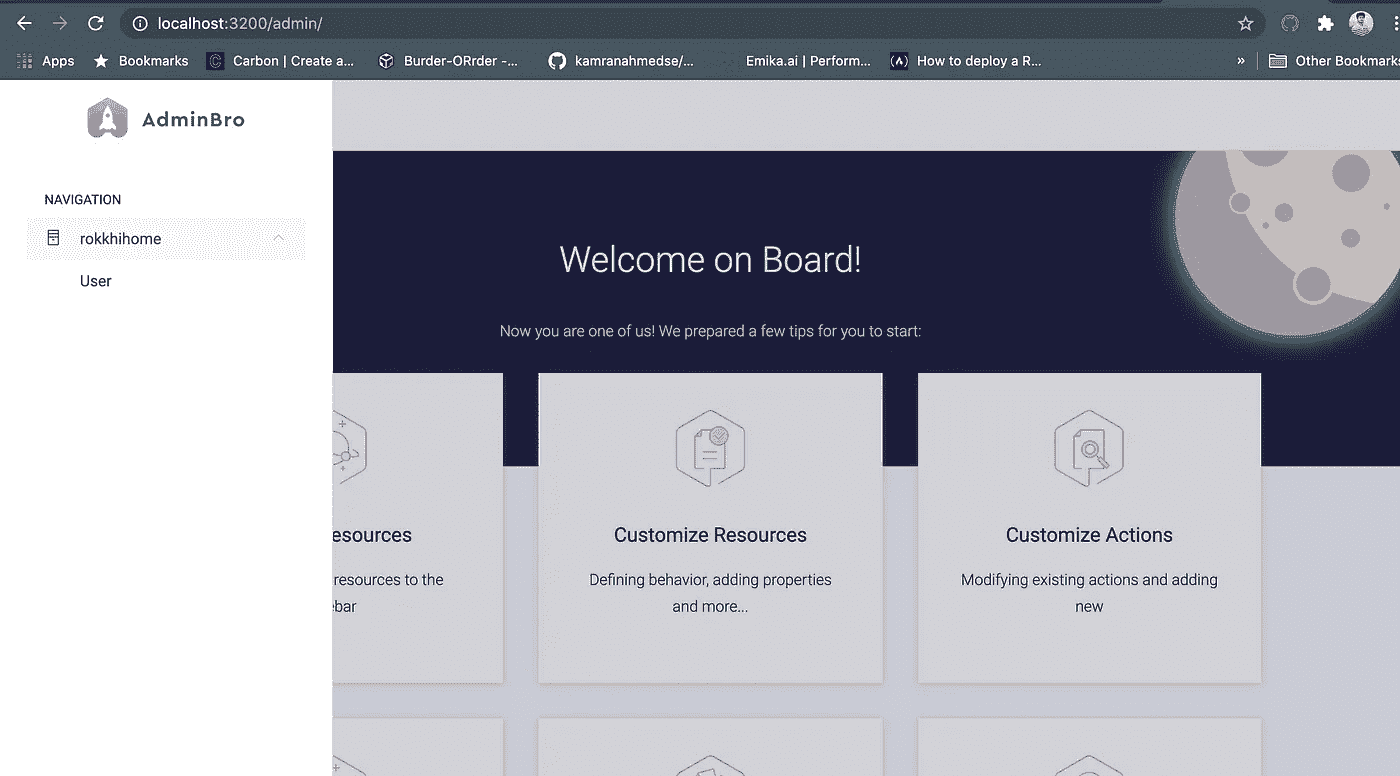 localhost:3200/admin/
Apps
Bookmarks
Carbon | Create a...
Burder-ORrder -...
kamranahmedse/...
Emika.ai | Perform...
How to deploy a R...
»
Other Bookmarks
AdminBro
NAVIGATION
rokkhihome
User
Welcome on Board!
Now you are one of us! We prepared a few tips for you to start:
esources
resources to the
ebar
Customize Resources
Defining behavior, adding properties
and more...
Customize Actions
Modifying existing actions and adding
new